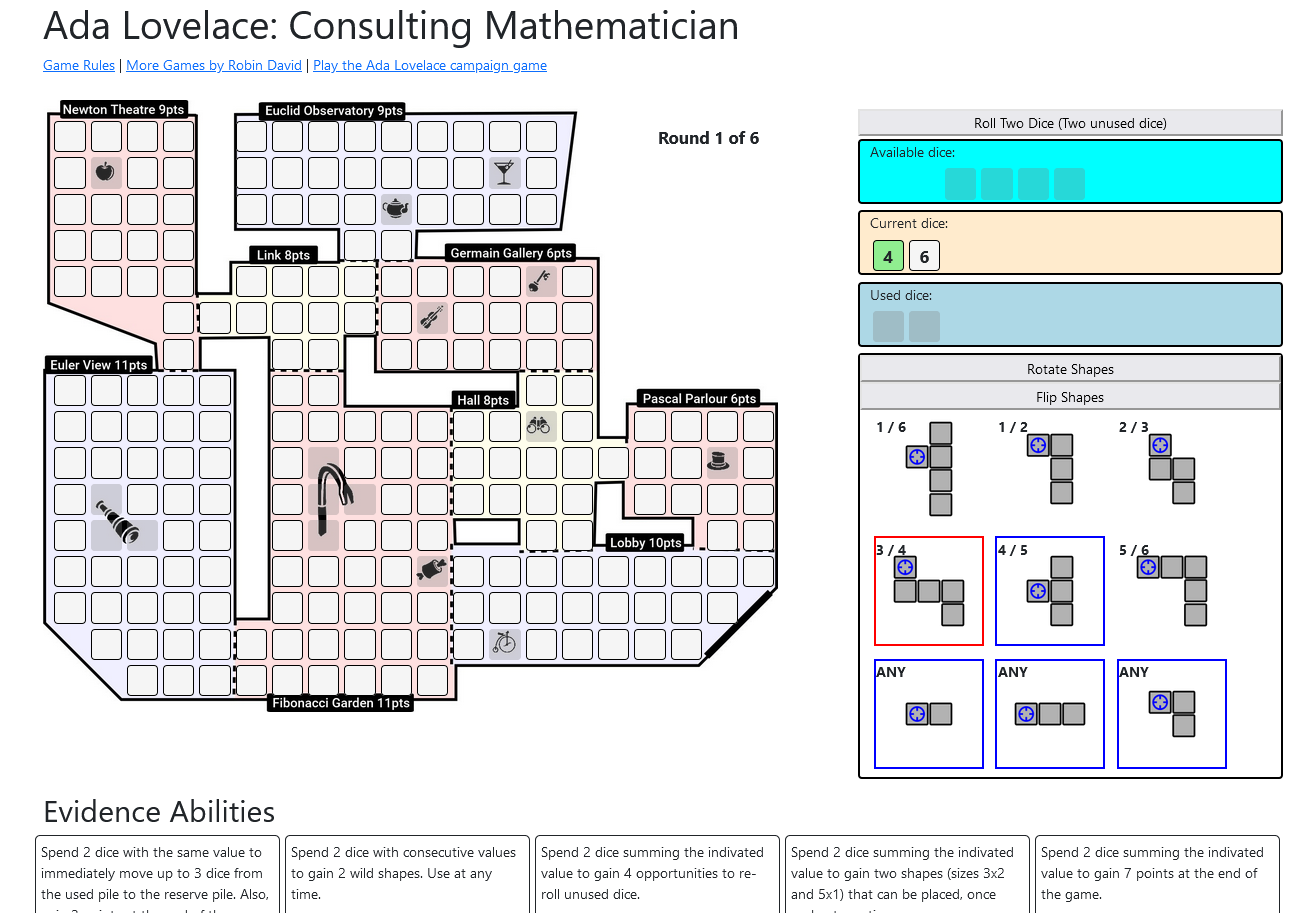 Ada Lovelace: Consulting Mathematician
Game Rules | More Games by Robin David | Play the Ada Lovelace campaign game
Newton Theatre 9pts
Euclid Observatory 9pts
Round 1 of 6
Link 8pts
Germain Gallery 6pts
Euler View 11pts
Hall 8pts
Pascal Parlour 6pts
Lobby 10pts
Fibonacci Garden 11pts
Roll Two Dice (Two unused dice)
Available dice:
Current dice:
4 6
Used dice:
Rotate Shapes
Flip Shapes
1 / 6 1 / 2 2 / 3
3 / 4 4 / 5 5 / 6
ANY ANY ANY
Evidence Abilities
Spend 2 dice with the same value to
immediately move up to 3 dice from
the used pile to the reserve pile. Also,
Spend 2 dice with consecutive values
to gain 2 wild shapes. Use at any
time.
Spend 2 dice summing the indivated
value to gain 4 opportunities to re-
roll unused dice.
Spend 2 dice summing the indivated
value to gain two shapes (sizes 3x2
and 5x1) that can be placed, once
Spend 2 dice summing the indivated
value to gain 7 points at the end of
the game.